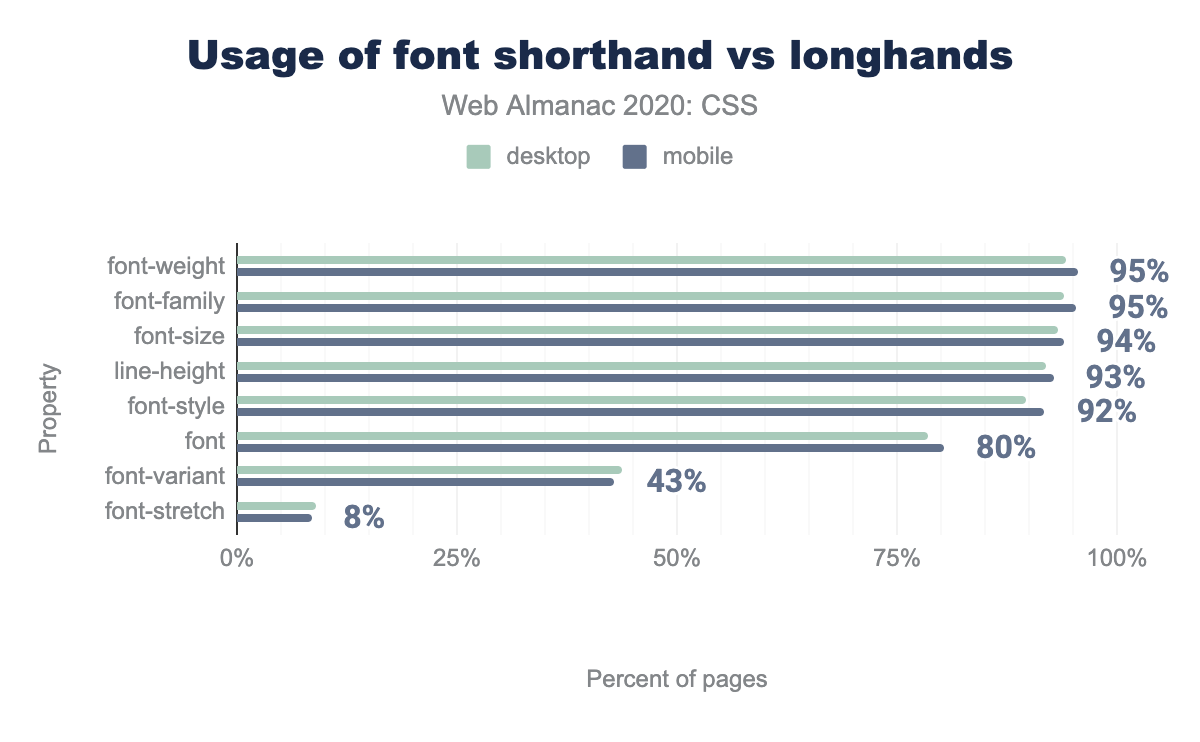 Usage of font shorthand vs longhands
Web Almanac 2020: CSS
desktop mobile
font-weight 95%
font-family 95%
font-size 94%
line-height 93%
font-style 92%
font 80%
font-variant 43%
font-stretch 8%
Property
0% 25% 50% 75% 100%
Percent of pages